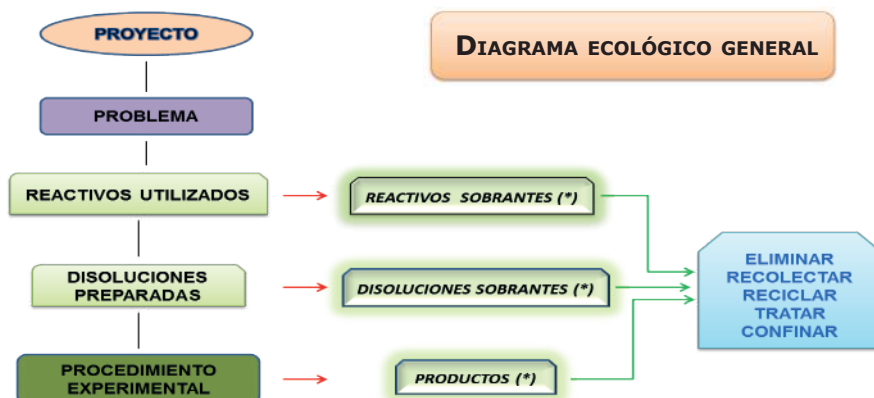 PROYECTO
DIAGRAMA ECOLÓGICO GENERAL
PROBLEMA
REACTIVOS UTILIZADOS
REACTIVOS SOBRANTES (*)
DISOLUCIONES
PREPARADAS
DISOLUCIONES SOBRANTES (*)
ELIMINAR
RECOLECTAR
RECICLAR
TRATAR
CONFINAR
PROCEDIMIENTO
EXPERIMENTAL
PRODUCTOS (*)